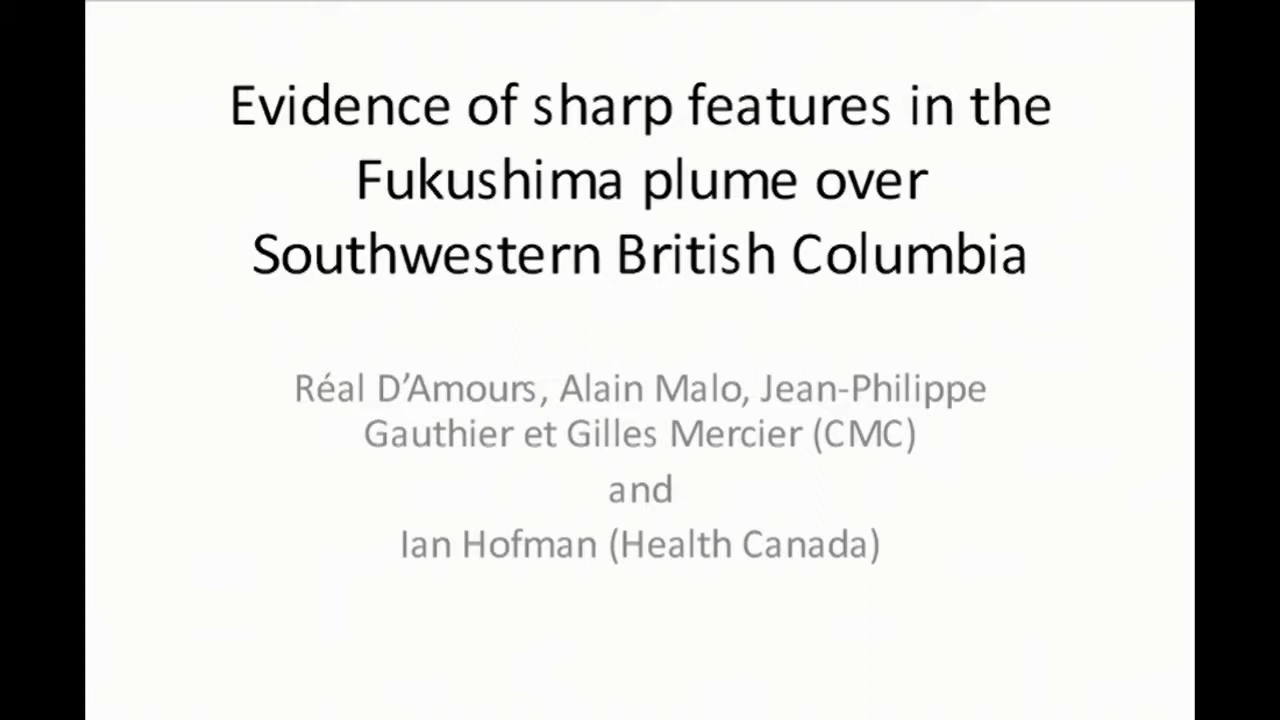 Evidence of sharp features in the
Fukushima plume over
Southwestern British Columbia
Réal D’Amours, Alain Malo, Jean-Philippe
Gauthier et Gilles Mercier (CMC)
and
Ian Hofman (Health Canada)